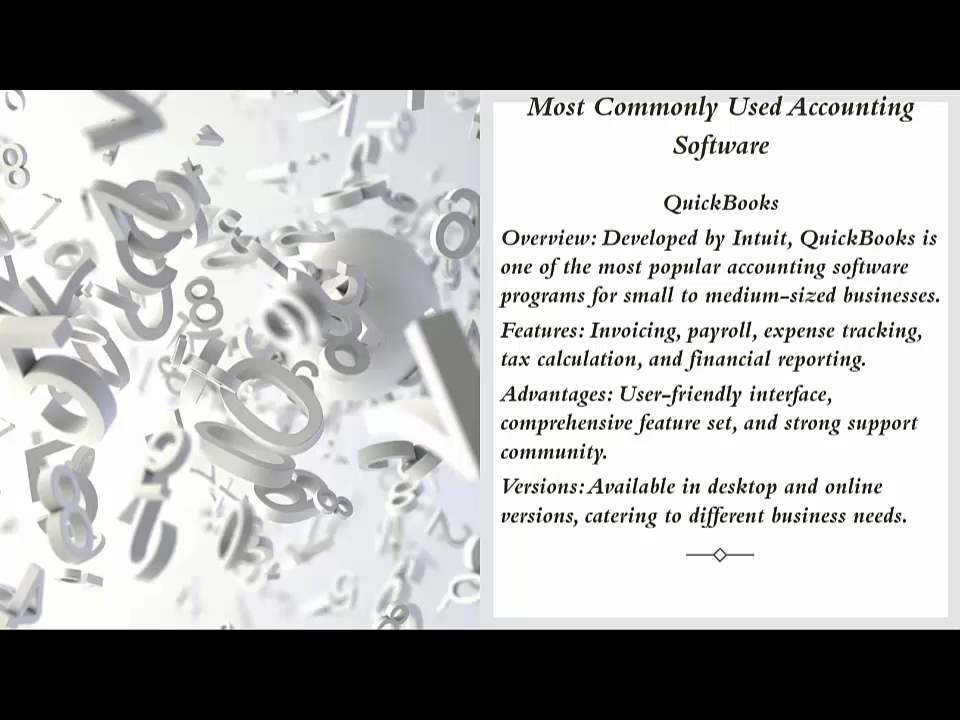 Most Commonly Used Accounting
Software
QuickBooks
Overview: Developed by Intuit, QuickBooks is
one of the most popular accounting software
programs for small to medium-sized businesses.
Features: Invoicing, payroll, expense tracking,
tax calculation, and financial reporting.
Advantages: User-friendly interface,
comprehensive feature set, and strong support
community.
Versions: Available in desktop and online
versions, catering to different business needs.